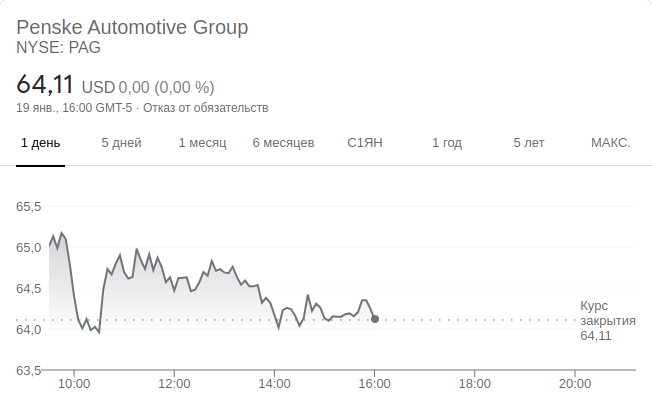 Penske Automotive Group
NYSE: PAG
64,11 USD 0,00 (0,00 %)
19 янв., 16:00 GMT-5 · Отказ от обязательств
1 день 5 дней 1 месяц 6 месяцев С1ЯН 1 год 5 лет МАКС.
65,5
65,0
64,5
Курс
закрытия
64,11
64,0
63,5
10:00 12:00 14:00 16:00 18:00 20:00